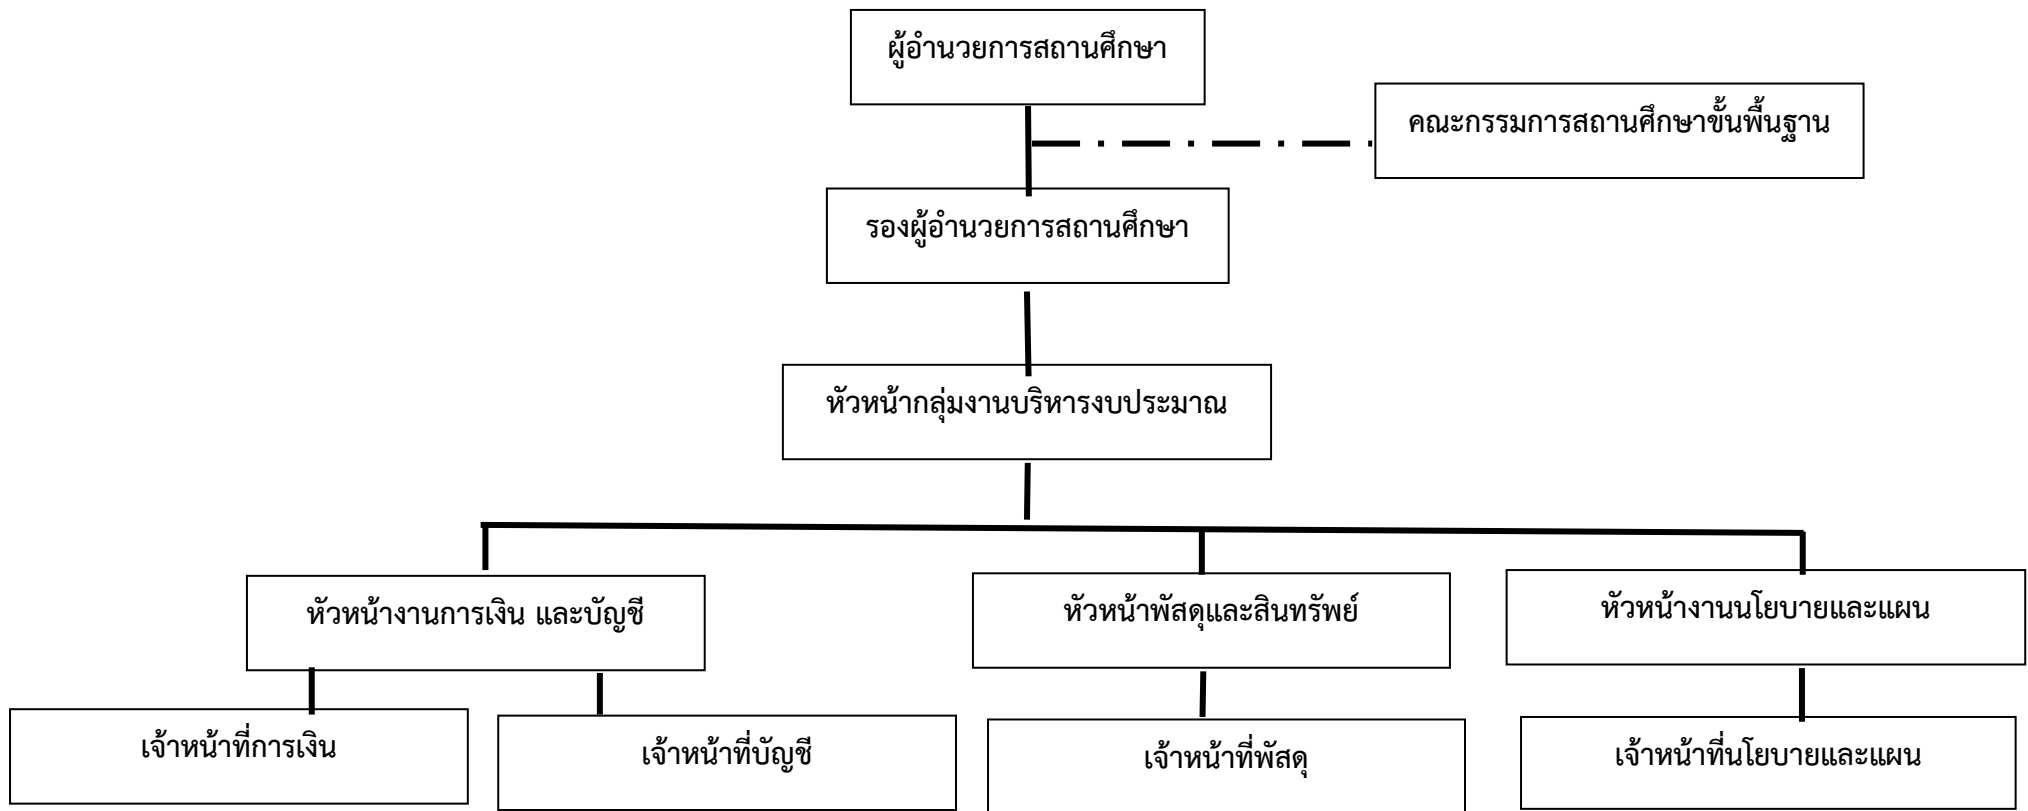 ผู้อำนวยการสถานศึกษา
คณะกรรมการสถานศึกษาขั้นพื้นฐาน
รองผู้อำนวยการสถานศึกษา
หัวหน้ากลุ่มงานบริหารงบประมาณ
หัวหน้างานการเงิน และบัญชี
หัวหน้าพัสดุและสินทรัพย์
หัวหน้างานนโยบายและแผน
เจ้าหน้าที่การเงิน
เจ้าหน้าที่บัญชี
เจ้าหน้าที่พัสดุ
เจ้าหน้าที่นโยบายและแผน